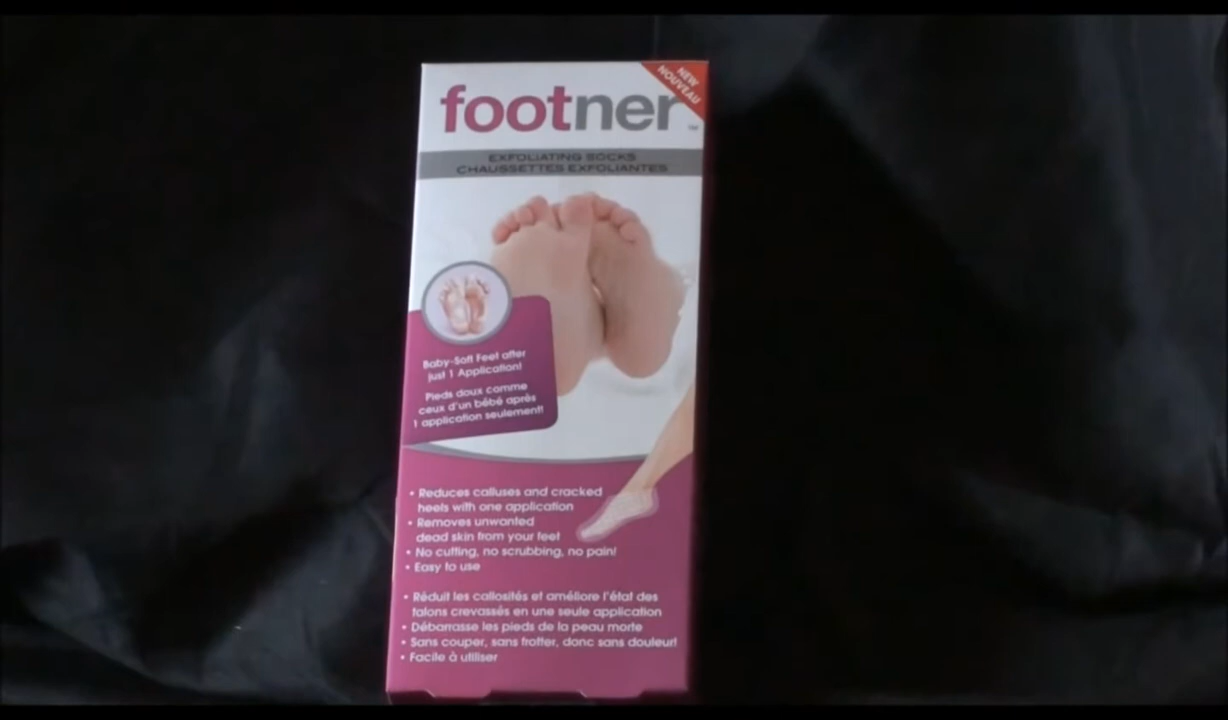 NEW
NOUVEAU
footner™
EXFOLIATING SOCKS
CHAUSSETTES EXFOLIANTES
Baby-Soft Feet after
just 1 Application!
Pieds doux comme
ceux d'un bébé après
1 application seulement!
• Reduces calluses and cracked
heels with one application
• Removes unwanted
dead skin from your feet
• No cutting, no scrubbing, no pain!
• Easy to use
• Réduit les callosités et améliore l'état des
talons crevassés en une seule application
• Débarrasse les pieds de la peau morte
• Sans couper, sans frotter, donc sans douleur!
• Facile à utiliser